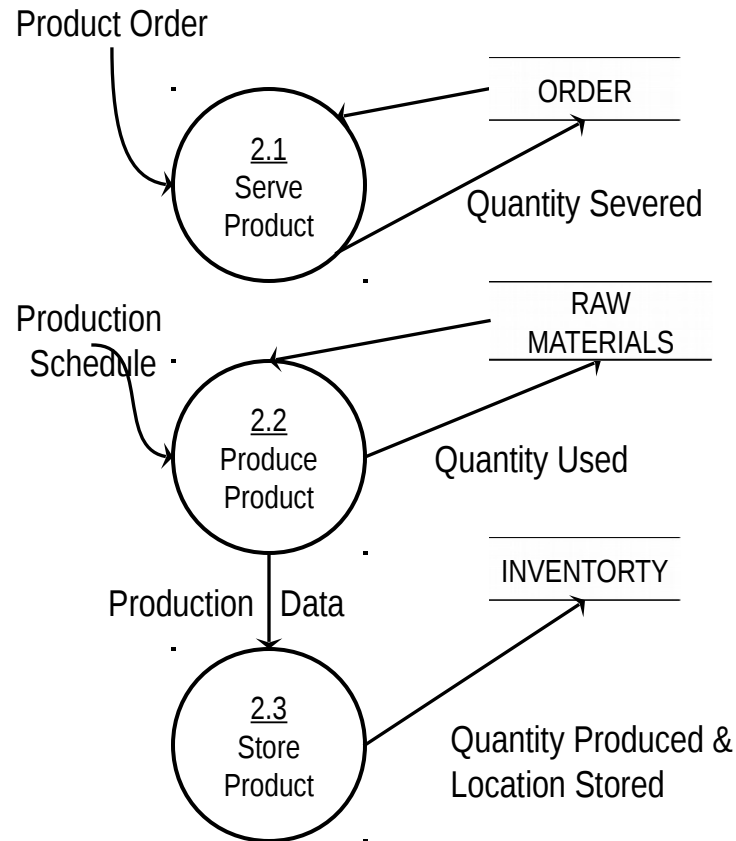 Product Order
ORDER
2.1
Serve
Product
Quantity Severed
RAW
MATERIALS
Production
Schedule
2.2
Produce
Product
Quantity Used
INVENTORTY
Production Data
2.3
Store
Product
Quantity Produced &
Location Stored